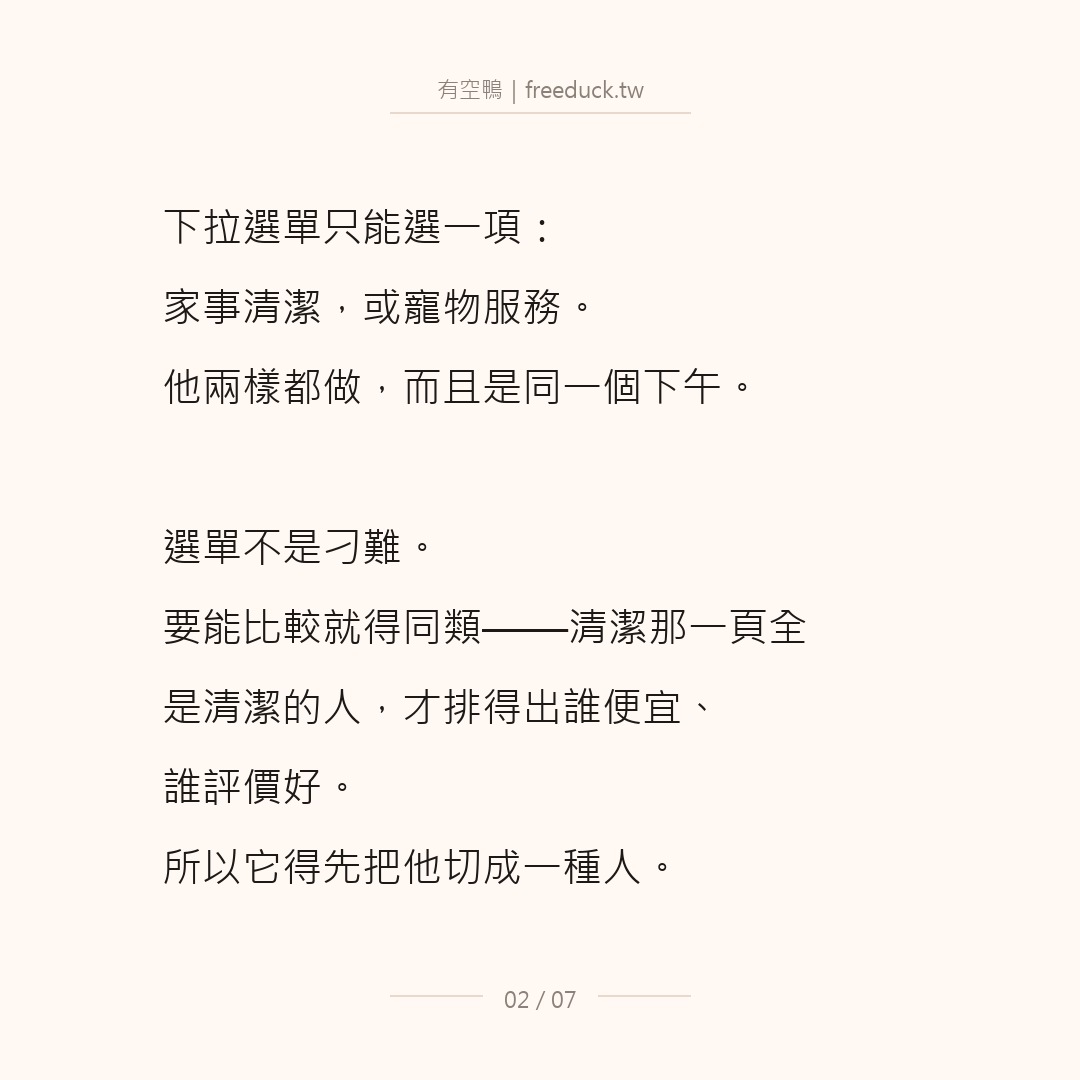 有空鴨 | freeduck.tw
下拉選單只能選一項：
家事清潔，或寵物服務。
他兩樣都做，而且是同一個下午。
選單不是刁難。
要能比較就得同類——清潔那一頁全
是清潔的人，才排得出誰便宜、
誰評價好。
所以它得先把他切成一種人。
02 / 07